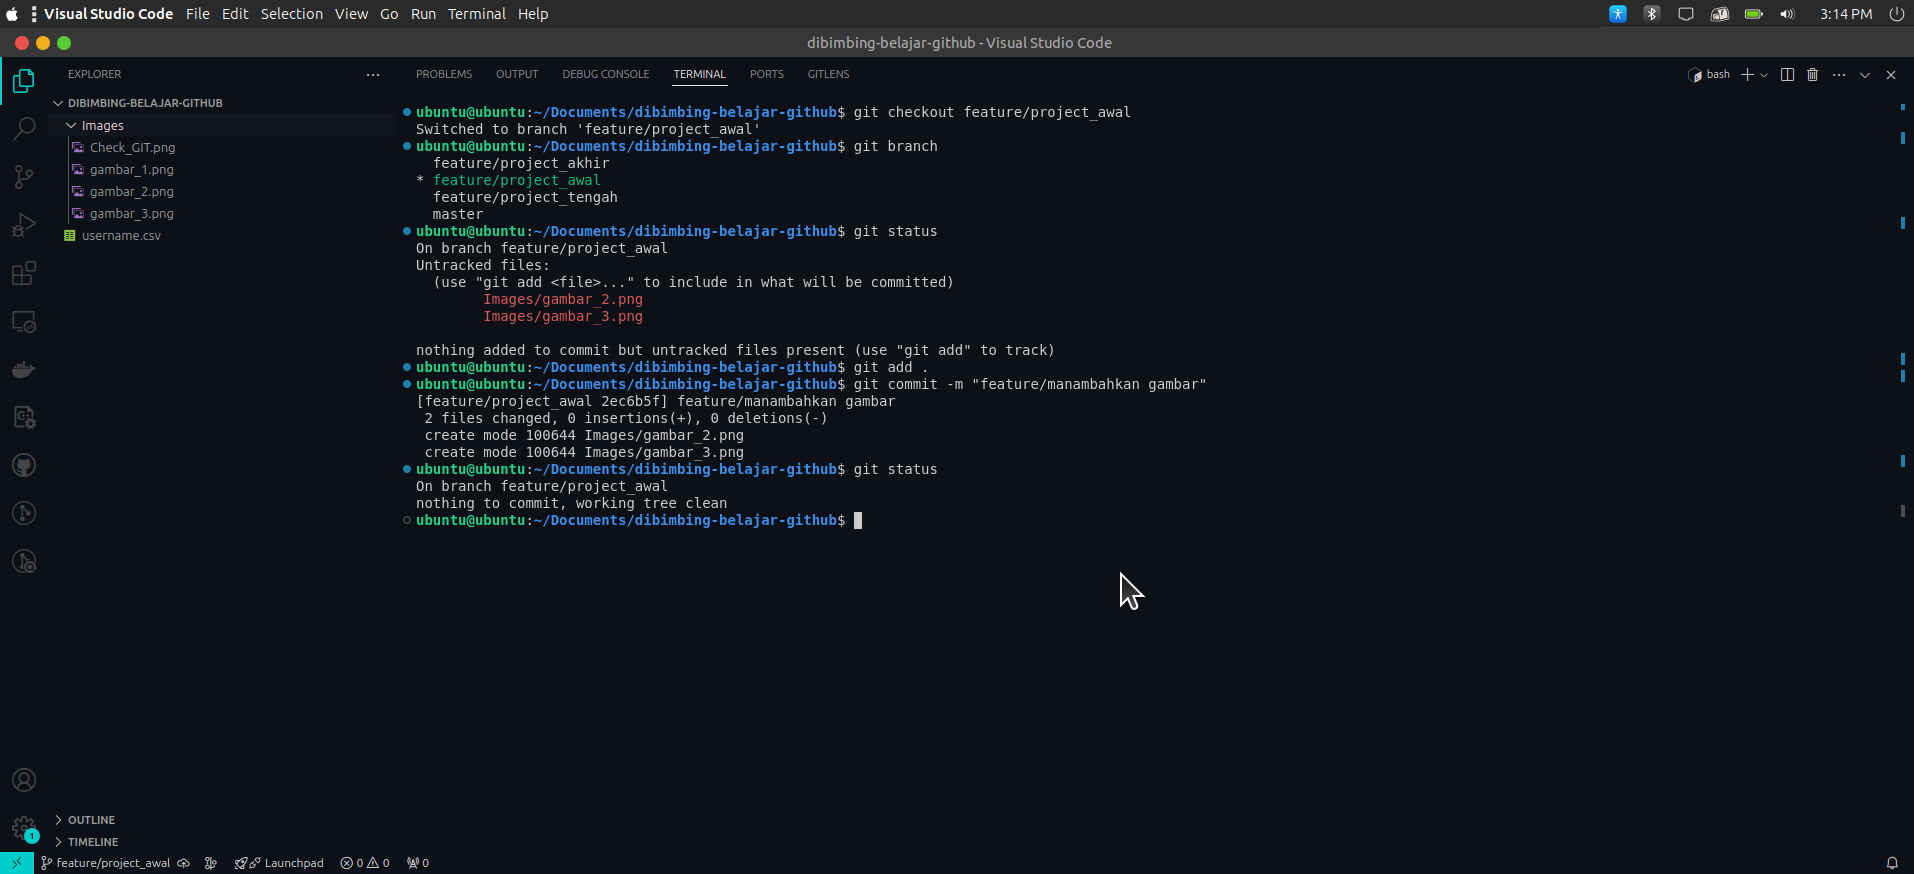 Visual Studio Code File Edit Selection View Go Run Terminal Help 3:14 PM
dibimbing-belajar-github - Visual Studio Code
EXPLORER
DIBIMBING-BELAJAR-GITHUB
Images
Check_GIT.png
gambar_1.png
gambar_2.png
gambar_3.png
username.csv
PROBLEMS OUTPUT DEBUG CONSOLE TERMINAL PORTS GITLENS bash
ubuntu@ubuntu:~/Documents/dibimbing-belajar-github$ git checkout feature/project_awal
Switched to branch 'feature/project_awal'
ubuntu@ubuntu:~/Documents/dibimbing-belajar-github$ git branch
feature/project_akhir
* feature/project_awal
feature/project_tengah
master
ubuntu@ubuntu:~/Documents/dibimbing-belajar-github$ git status
On branch feature/project_awal
Untracked files:
(use "git add <file>..." to include in what will be committed)
Images/gambar_2.png
Images/gambar_3.png
nothing added to commit but untracked files present (use "git add" to track)
ubuntu@ubuntu:~/Documents/dibimbing-belajar-github$ git add .
ubuntu@ubuntu:~/Documents/dibimbing-belajar-github$ git commit -m "feature/manambahkan gambar"
[feature/project_awal 2ec6b5f] feature/manambahkan gambar
2 files changed, 0 insertions(+), 0 deletions(-)
create mode 100644 Images/gambar_2.png
create mode 100644 Images/gambar_3.png
ubuntu@ubuntu:~/Documents/dibimbing-belajar-github$ git status
On branch feature/project_awal
nothing to commit, working tree clean
ubuntu@ubuntu:~/Documents/dibimbing-belajar-github$
OUTLINE
1
TIMELINE
feature/project_awal Launchpad 0 0 0